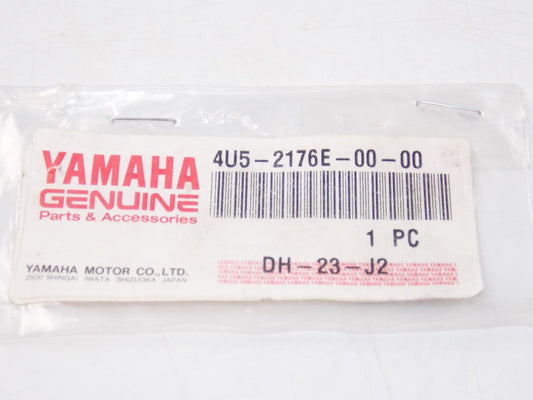 YAMAHA
GENUINE
Parts & Accessories
YAMAHA MOTOR CO., LTD.
2500 SHINGAI IWATA SHIZUOKA JAPAN
4U5-2176E-00-00
1 PC
DH-23-J2